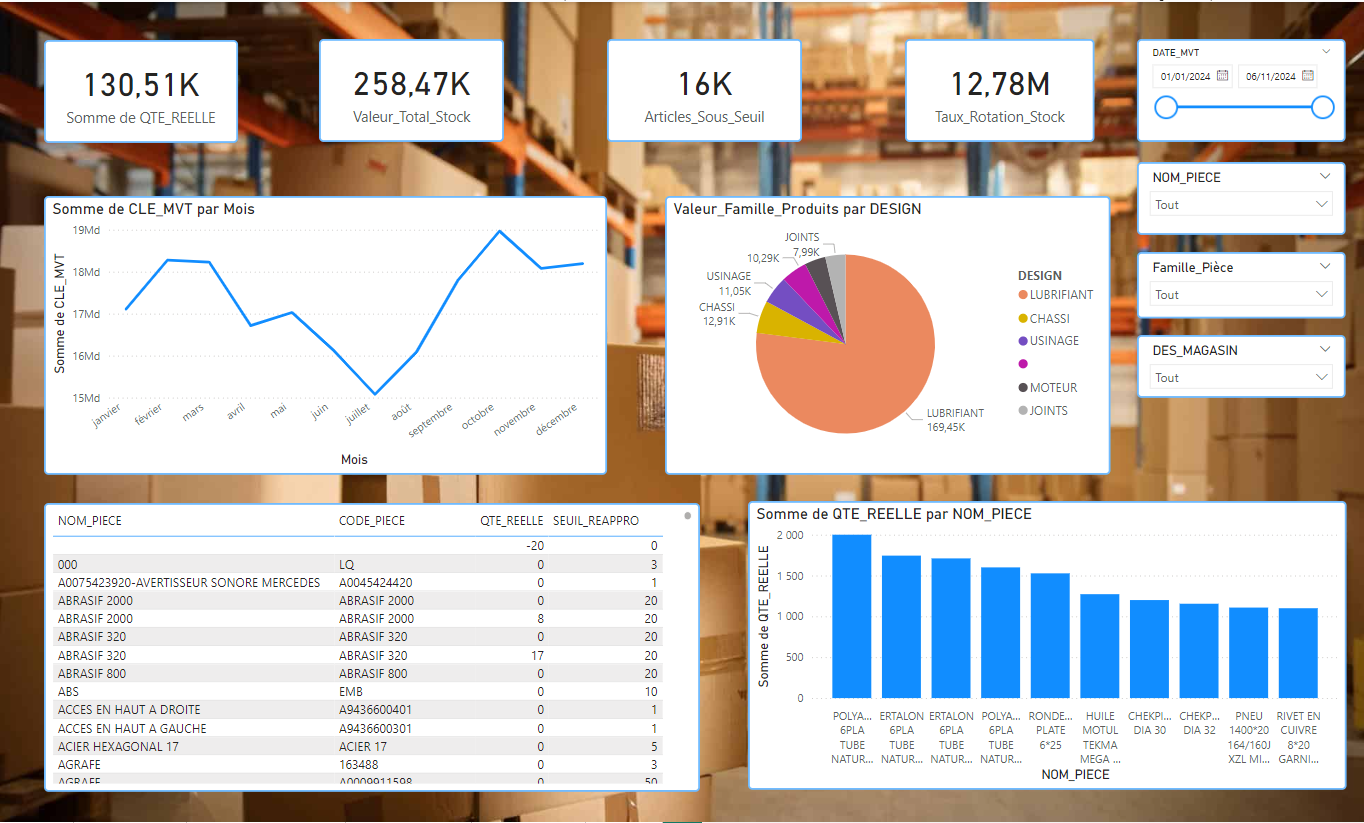 130,51K
Somme de QTE_REELLE
258,47K
Valeur_Total_Stock
16K
Articles_Sous_Seuil
12,78M
Taux_Rotation_Stock
DATE_MVT
01/01/2024 06/11/2024
NOM_PIECE
Tout
Famille_Pièce
Tout
DES_MAGASIN
Tout
Somme de CLE_MVT par Mois
Somme de CLE_MVT
19Md
18Md
17Md
16Md
15Md
janvier février mars avril mai juin juillet août septembre octobre novembre décembre
Mois
Valeur_Famille_Produits par DESIGN
JOINTS
7,99K
10,29K
USINAGE
11,05K
CHASSI
12,91K
LUBRIFIANT
169,45K
DESIGN
LUBRIFIANT
CHASSI
USINAGE
MOTEUR
JOINTS
NOM_PIECE CODE_PIECE QTE_REELLE SEUIL_REAPPRO
-20 0
000 LQ 0 3
A0075423920-AVERTISSEUR SONORE MERCEDES A0045424420 0 1
ABRASIF 2000 ABRASIF 2000 0 20
ABRASIF 2000 ABRASIF 2000 8 20
ABRASIF 320 ABRASIF 320 0 20
ABRASIF 320 ABRASIF 320 17 20
ABRASIF 800 ABRASIF 800 0 20
ABS EMB 0 10
ACCES EN HAUT A DROITE A9436600401 0 1
ACCES EN HAUT A GAUCHE A9436600301 0 1
ACIER HEXAGONAL 17 ACIER 17 0 5
AGRAFE 163488 0 3
AGRAFE A0009911598 0 50
Somme de QTE_REELLE par NOM_PIECE
Somme de QTE_REELLE
2 000
1 500
1 000
500
0
POLYA... ERTALON ERTALON POLYA... RONDE... HUILE CHEKPI... CHEKP... PNEU RIVET EN
6PLA 6PLA 6PLA 6PLA PLATE MOTUL DIA 30 DIA 32 1400*20 CUIVRE
TUBE TUBE TUBE TUBE 6*25 TEKMA 164/160J 8*20
NATUR... NATUR... NATUR... NATUR... MEGA ... XZL MI... GARNI...
NOM_PIECE